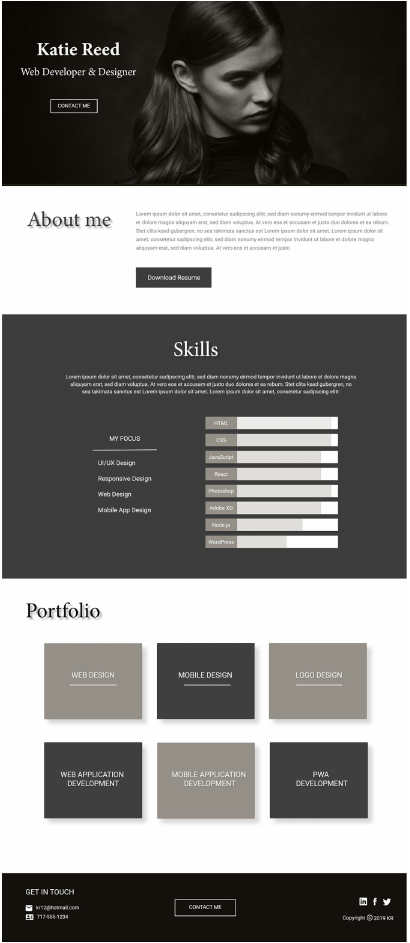 Katie Reed
Web Developer & Designer
CONTACT ME
About me
Lorem ipsum dolor sit amet, consetetur sadipscing elitr, sed diam nonumy eirmod tempor invidunt ut labore et dolore magna aliquyam erat, sed diam voluptua. At vero eos et accusam et justo duo dolores et ea rebum. Stet clita kasd gubergren, no sea takimata sanctus est Lorem ipsum dolor sit amet. Lorem ipsum dolor sit amet, consetetur sadipscing elitr, sed diam nonumy eirmod tempor invidunt ut labore et dolore magna aliquyam erat, sed diam voluptua. At vero eos et accusam et justo
Download Resume
Skills
Lorem ipsum dolor sit amet, consetetur sadipscing elitr, sed diam nonumy eirmod tempor invidunt ut labore et dolore magna
aliquyam erat, sed diam voluptua. At vero eos et accusam et justo duo dolores et ea rebum. Stet clita kasd gubergren, no
sea takimata sanctus est Lorem ipsum dolor sit amet. Lorem ipsum dolor sit amet, consetetur sadipscing elitr.
MY FOCUS
UI/UX Design
Responsive Design
Web Design
Mobile App Design
HTML
CSS
JavaScript
React
Photoshop
Adobe XD
Node.js
WordPress
Portfolio
WEB DESIGN
MOBILE DESIGN
LOGO DESIGN
WEB APPLICATION
DEVELOPMENT
MOBILE APPLICATION
DEVELOPMENT
PWA
DEVELOPMENT
GET IN TOUCH
kr12@hotmail.com
717-555-1234
CONTACT ME
Copyright © 2019 KR